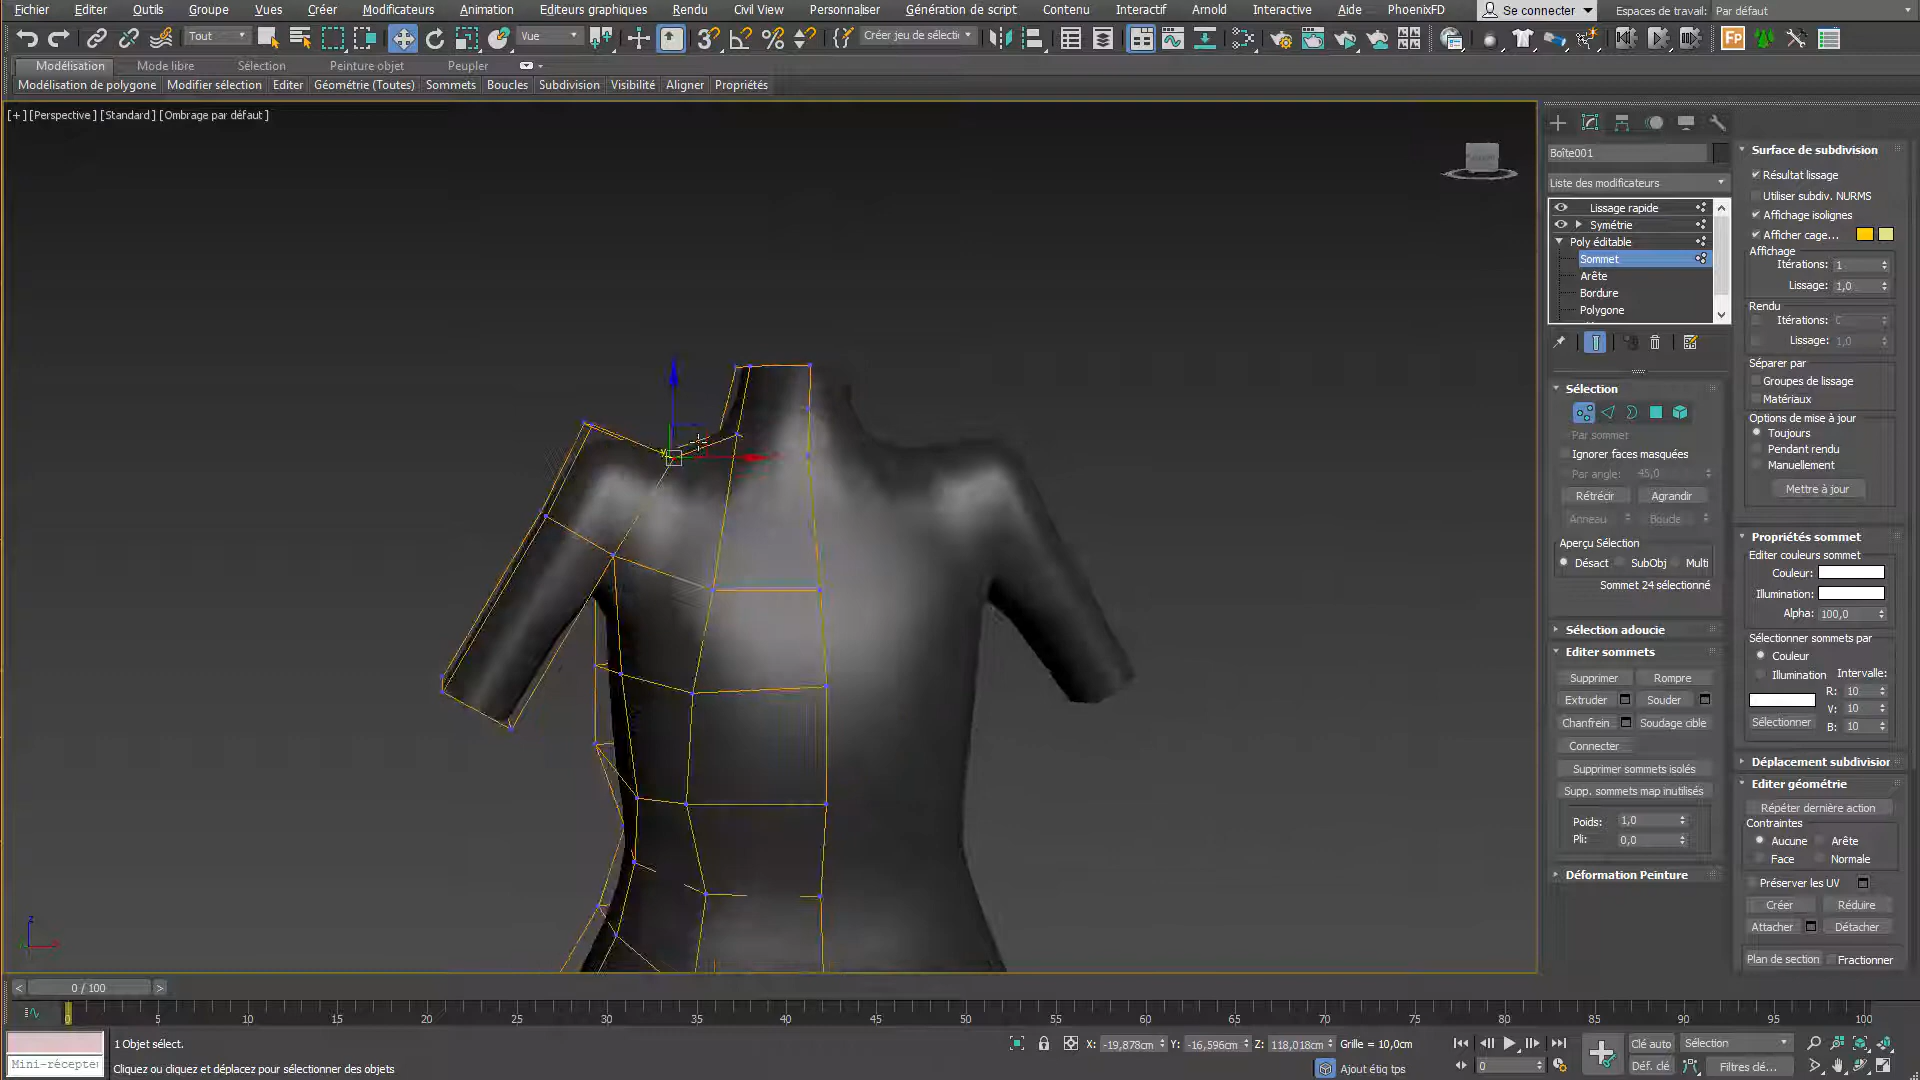 Fichier Editer Outils Groupe Vues Créer Modificateurs Animation Editeurs graphiques Rendu Civil View Personnaliser Génération de script Contenu Interactif Arnold Interactive Aide PhoenixFD Se connecter Espaces de travail: Par défaut
Tout Vue Créer jeu de sélecti
Modélisation Mode libre Sélection Peinture objet Peupler
Modélisation de polygone Modifier sélection Editer Géométrie (Toutes) Sommets Boucles Subdivision Visibilité Aligner Propriétés
[+] [Perspective] [Standard] [Ombrage par défaut]
Boîte001
Liste des modificateurs
Lissage rapide
Symétrie
Poly éditable
Sommet
Arête
Bordure
Polygone
Sélection
Par sommet
Ignorer faces masquées
Par angle: 45,0
Rétrécir Agrandir
Anneau Boucle
Aperçu Sélection
Désact SubObj Multi
Sommet 24 sélectionné
Sélection adoucie
Editer sommets
Supprimer Rompre
Extruder Souder
Chanfrein Soudage cible
Connecter
Supprimer sommets isolés
Supp. sommets map inutilisés
Poids: 1,0
Pli: 0,0
Déformation Peinture
Surface de subdivision
Résultat lissage
Utiliser subdiv. NURMS
Affichage isolignes
Afficher cage...
Affichage
Itérations: 1
Lissage: 1,0
Rendu
Itérations:
Lissage: 1,0
Séparer par
Groupes de lissage
Matériaux
Options de mise à jour
Toujours
Pendant rendu
Manuellement
Mettre à jour
Propriétés sommet
Editer couleurs sommet
Couleur:
Illumination:
Alpha: 100,0
Sélectionner sommets par
Couleur
Illumination Intervalle:
R: 10
V: 10
Sélectionner B: 10
Déplacement subdivision
Editer géométrie
Répéter dernière action
Contraintes
Aucune Arête
Face Normale
Préserver les UV
Créer Réduire
Attacher Détacher
Plan de section Fractionner
z
< 0 / 100 >
0 5 10 15 20 25 30 35 40 45 50 55 60 65 70 75 80 85 90 95 100
1 Objet sélect.
X: -19,878cm Y: -16,596cm Z: 118,018cm Grille = 10,0cm
Clé auto Sélection
Mini-récepteu
Cliquez ou cliquez et déplacez pour sélectionner des objets
Ajout étiq tps
0
Déf. clé Filtres clé...